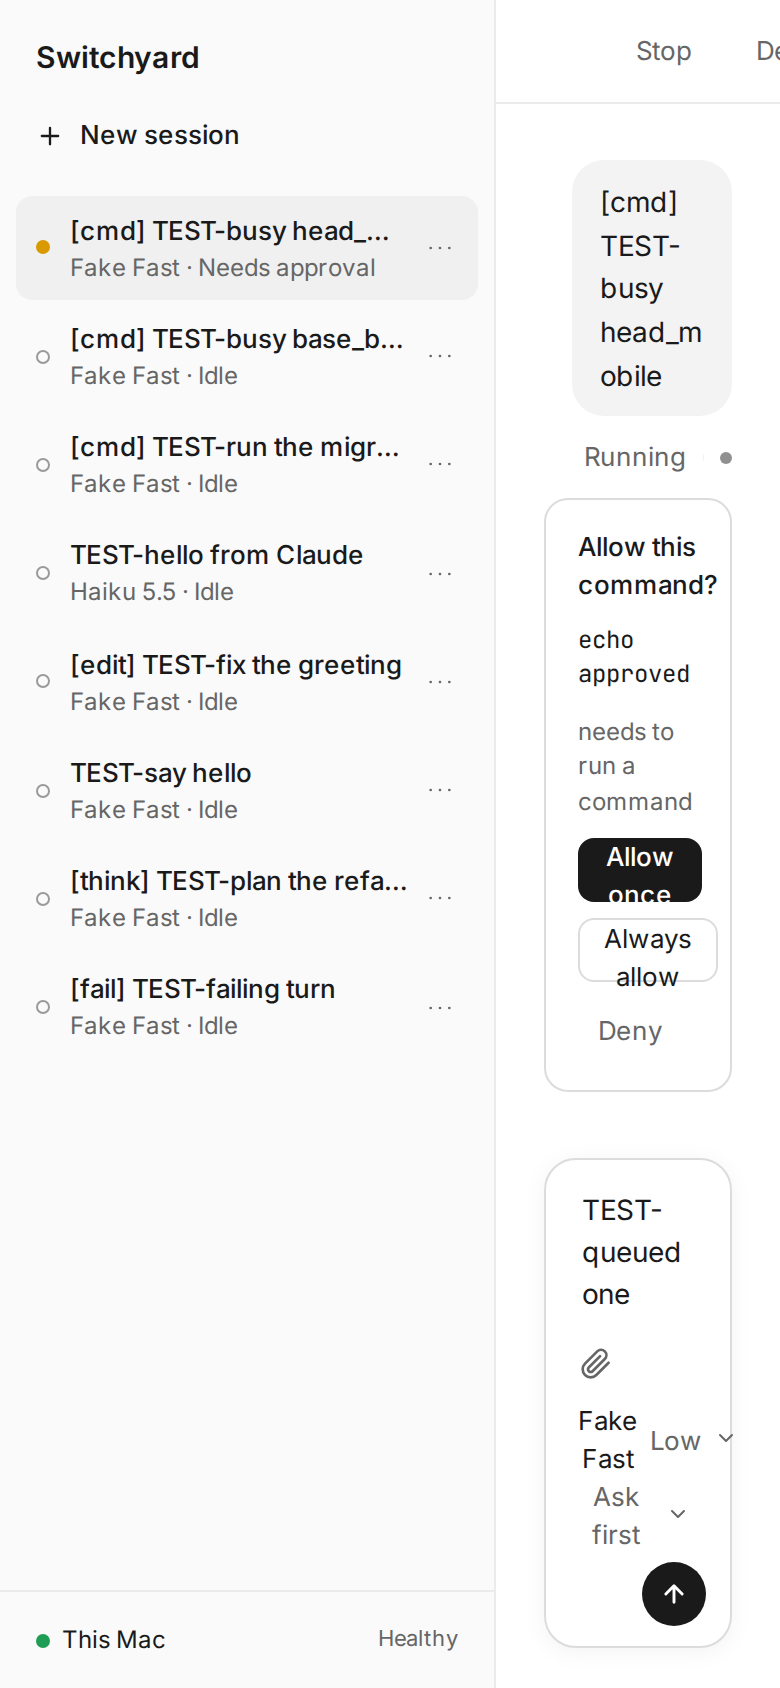 Switchyard
New session
[cmd] TEST-busy head_...
Fake Fast · Needs approval
[cmd] TEST-busy base_b...
Fake Fast · Idle
[cmd] TEST-run the migr...
Fake Fast · Idle
TEST-hello from Claude
Haiku 5.5 · Idle
[edit] TEST-fix the greeting
Fake Fast · Idle
TEST-say hello
Fake Fast · Idle
[think] TEST-plan the refa...
Fake Fast · Idle
[fail] TEST-failing turn
Fake Fast · Idle
This Mac
Healthy
Stop
De
[cmd]
TEST-
busy
head_m
obile
Running
Allow this
command?
echo
approved
needs to
run a
command
Allow
once
Always
allow
Deny
TEST-
queued
one
Fake
Fast
Low
Ask
first